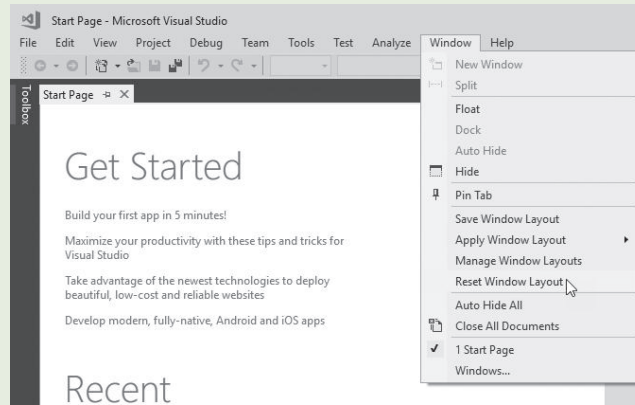 Start Page - Microsoft Visual Studio
File Edit View Project Debug Team Tools Test Analyze Window Help
Toolbox
Start Page
New Window
Split
Float
Dock
Auto Hide
Hide
Pin Tab
Save Window Layout
Apply Window Layout
Manage Window Layouts
Reset Window Layout
Auto Hide All
Close All Documents
1 Start Page
Windows...
Get Started
Build your first app in 5 minutes!
Maximize your productivity with these tips and tricks for
Visual Studio
Take advantage of the newest technologies to deploy
beautiful, low-cost and reliable websites
Develop modern, fully-native, Android and iOS apps
Recent